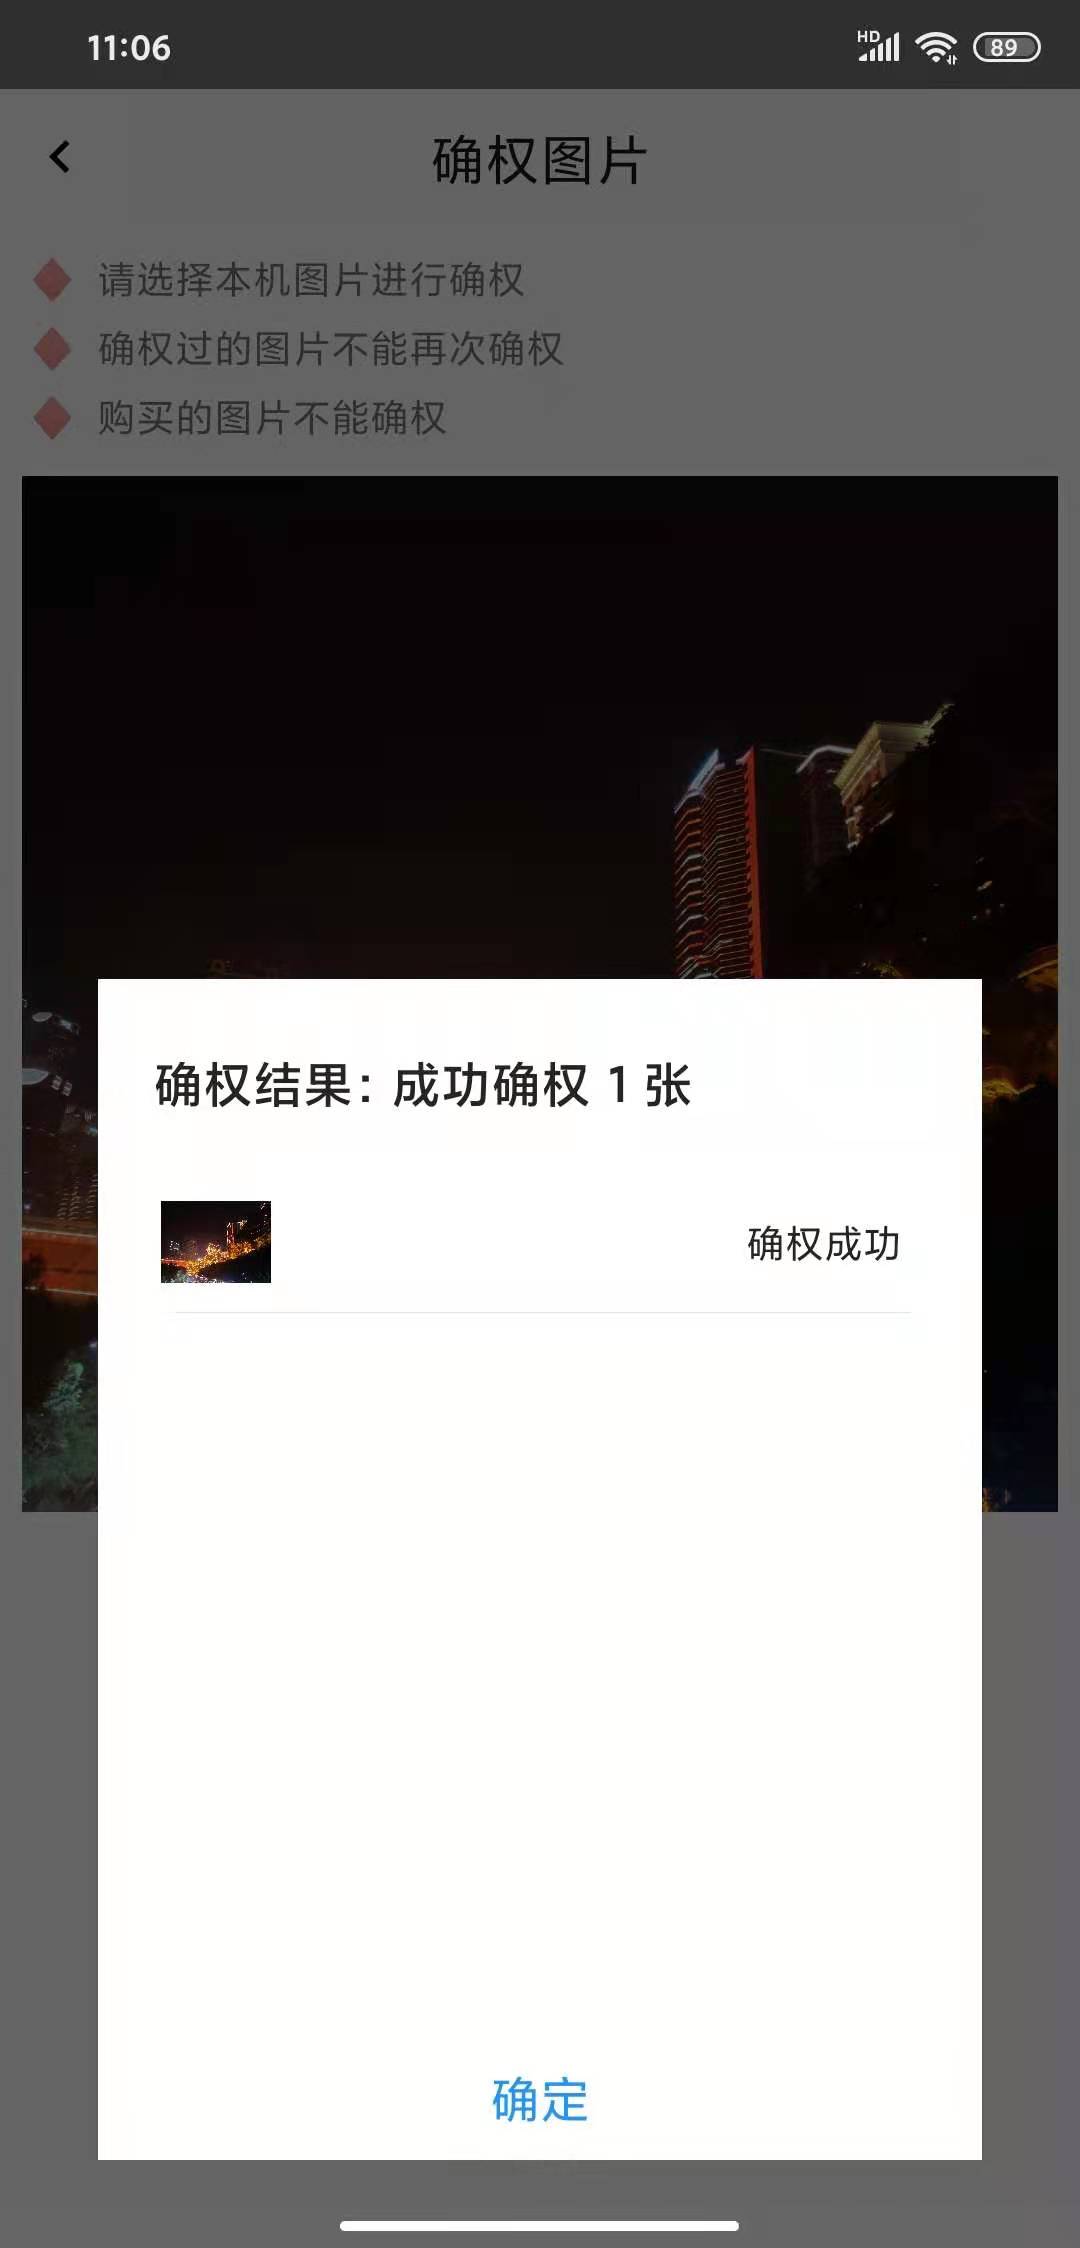 11:06
HD
89
确权图片
请选择本机图片进行确权
确权过的图片不能再次确权
购买的图片不能确权
确权结果: 成功确权 1 张
确权成功
确定